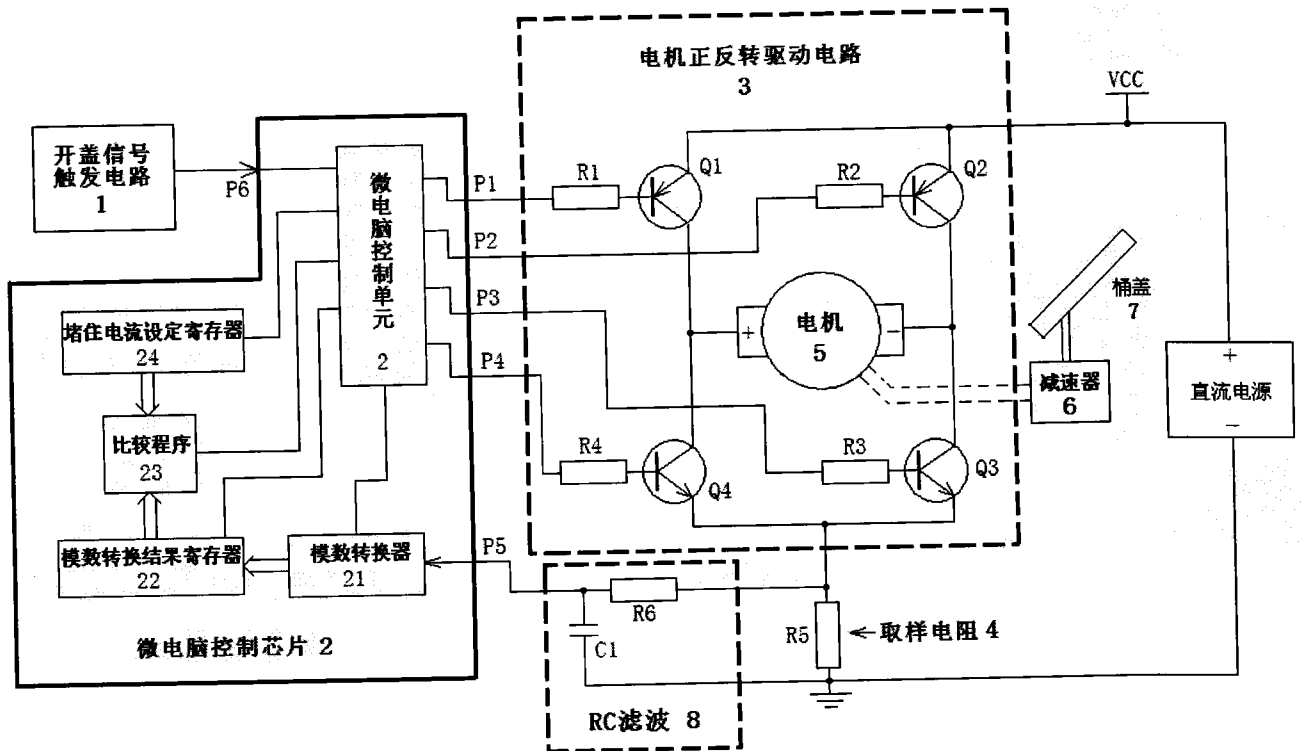 电机正反转驱动电路
3
VCC
开盖信号
触发电路
1
P6
微电脑控制单元
2
P1
R1
Q1
R2
Q2
P2
P3
P4
电机
5
+
−
桶盖
7
减速器
6
+
直流电源
−
堵住电流设定寄存器
24
比较程序
23
R4
Q4
R3
Q3
模数转换结果寄存器
22
模数转换器
21
P5
R6
C1
R5
取样电阻 4
微电脑控制芯片 2
RC滤波 8